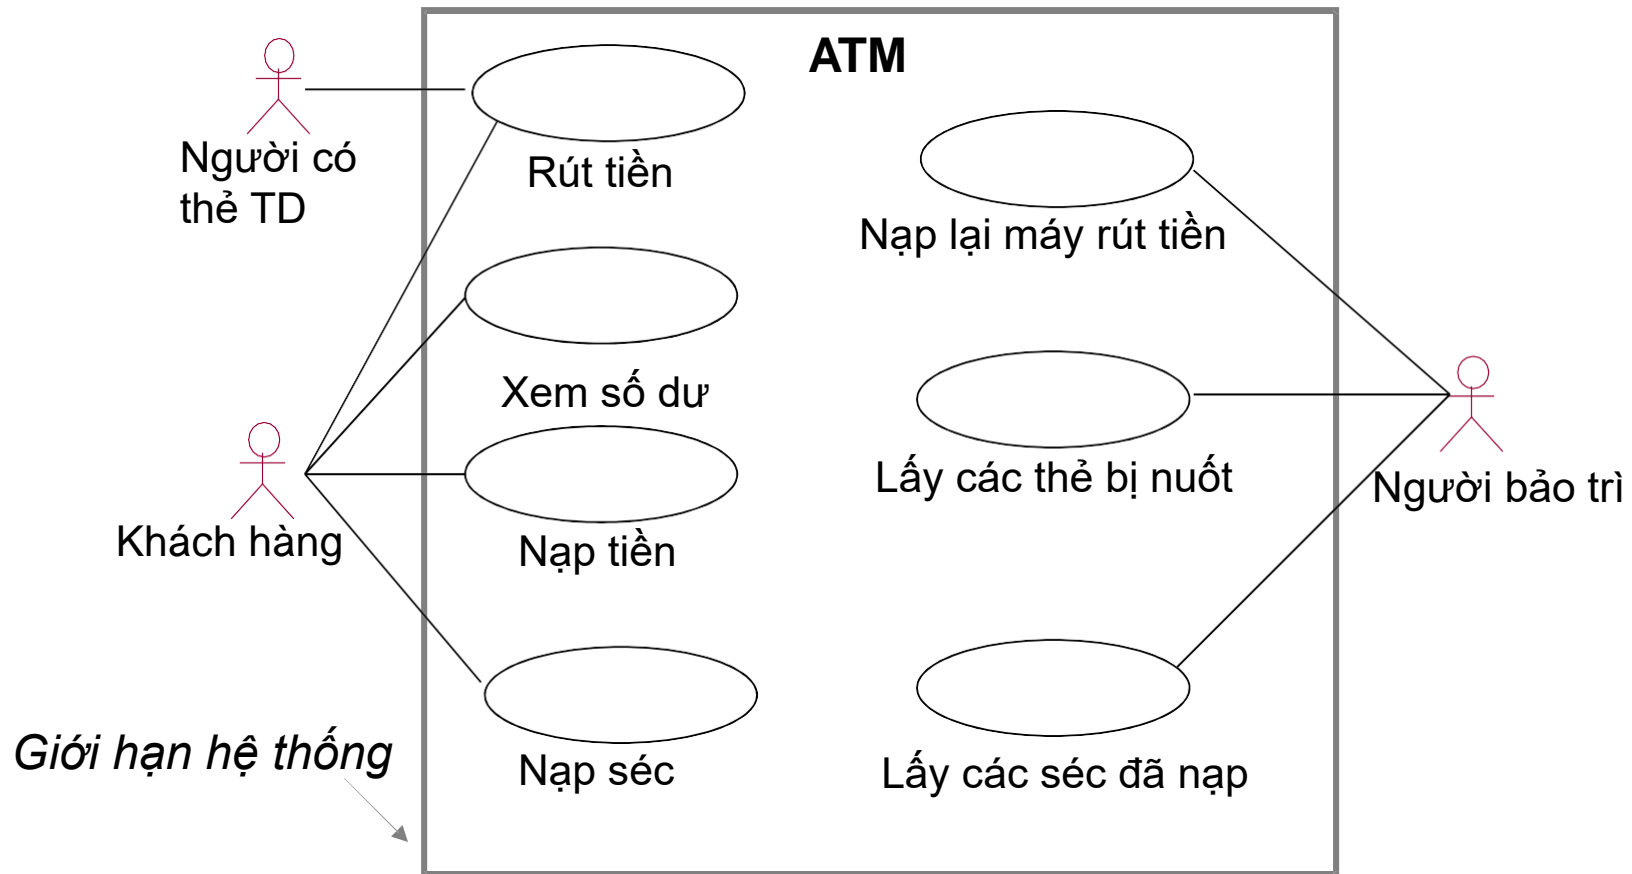 ATM
Người có
thẻ TD
Rút tiền
Nạp lại máy rút tiền
Xem số dư
Lấy các thẻ bị nuốt
Người bảo trì
Khách hàng
Nạp tiền
Giới hạn hệ thống
Nạp séc
Lấy các séc đã nạp